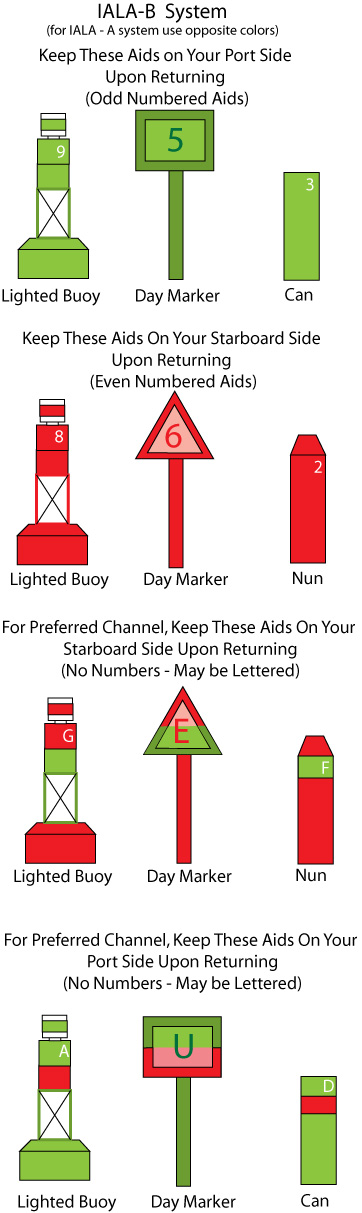 IALA-B System
(for IALA - A system use opposite colors)
Keep These Aids on Your Port Side
Upon Returning
(Odd Numbered Aids)
9
5
3
Lighted Buoy
Day Marker
Can
Keep These Aids On Your Starboard Side
Upon Returning
(Even Numbered Aids)
8
6
2
Lighted Buoy
Day Marker
Nun
For Preferred Channel, Keep These Aids On Your
Starboard Side Upon Returning
(No Numbers - May be Lettered)
G
E
F
Lighted Buoy
Day Marker
Nun
For Preferred Channel, Keep These Aids On Your
Port Side Upon Returning
(No Numbers - May be Lettered)
A
U
D
Lighted Buoy
Day Marker
Can